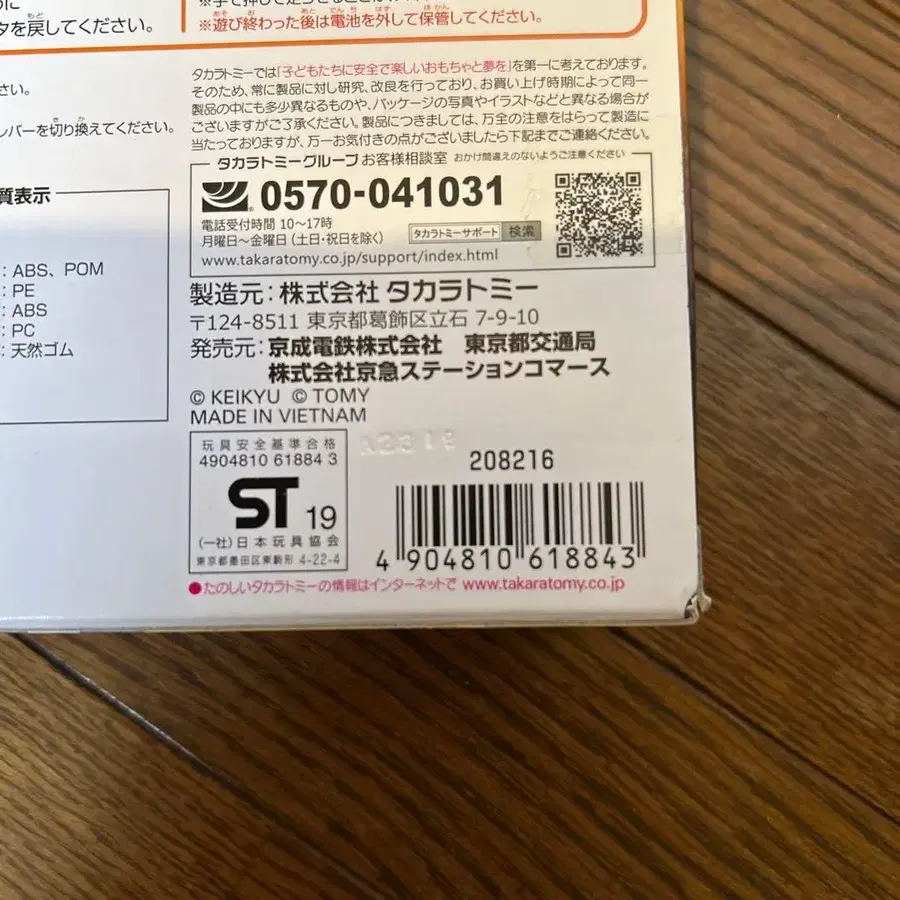 に
タを戻してください。
※遊び終わった後は電池を外して保管してください。
さい。
レバーを切り換えてください。
質表示
: ABS、POM
: PE
: ABS
: PC
: 天然ゴム
タカラトミーでは「子どもたちに安全で楽しいおもちゃと夢を」を第一に考えております。
そのため、常に製品に対し研究、改良を行っており、お買い上げ時期によって同一
製品の中にも多少異なるものや、パッケージの写真やイラストなどと異なる場合が
ございますがご了承ください。製品につきましては、万全の注意をはらって製造に
当たっておりますが、万一お気付きの点がございましたら下記までご連絡ください。
タカラトミーグループ お客様相談室 おかけ間違えのないようご注意ください
0570-041031
電話受付時間 10〜17時
月曜日〜金曜日 (土日・祝日を除く)
タカラトミーサポート 検索
www.takaratomy.co.jp/support/index.html
製造元：株式会社 タカラトミー
〒124-8511 東京都葛飾区立石 7-9-10
発売元：京成電鉄株式会社 東京都交通局
株式会社京急ステーションコマース
© KEIKYU © TOMY
MADE IN VIETNAM
玩具安全基準合格
4904810 61884 3
ST 19
(一社)日本玩具協会
東京都墨田区東駒形 4-22-4
208216
4 904810 618843
●たのしいタカラトミーの情報はインターネットで www.takaratomy.co.jp